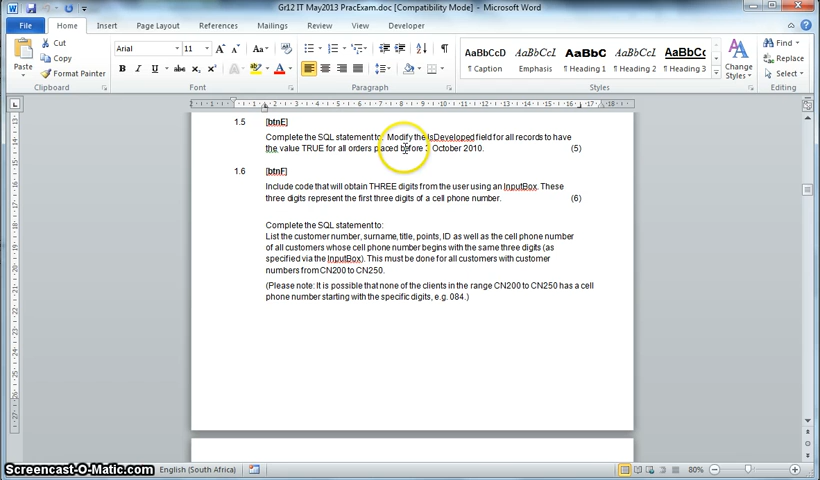 Gr12 IT May2013 PracExam.doc [Compatibility Mode] - Microsoft Word
File Home Insert Page Layout References Mailings Review View Developer
Cut
Copy
Format Painter
Paste
Clipboard
Arial 11
Font
Paragraph
AaBbCcD AaBbCcL AaBbC AaBbCcL AaBbCc
¶ Caption Emphasis ¶ Heading 1 ¶ Heading 2 ¶ Heading 3
Styles
Change Styles
Find
Replace
Select
Editing
1.5 [btnE]
Complete the SQL statement to: Modify the IsDeveloped field for all records to have
the value TRUE for all orders placed before October 2010. (5)
1.6 [btnF]
Include code that will obtain THREE digits from the user using an InputBox. These
three digits represent the first three digits of a cell phone number. (6)
Complete the SQL statement to:
List the customer number, surname, title, points, ID as well as the cell phone number
of all customers whose cell phone number begins with the same three digits (as
specified via the InputBox). This must be done for all customers with customer
numbers from CN200 to CN250.
(Please note: It is possible that none of the clients in the range CN200 to CN250 has a cell
phone number starting with the specific digits, e.g. 084.)
Screencast-O-Matic.com English (South Africa) 80%